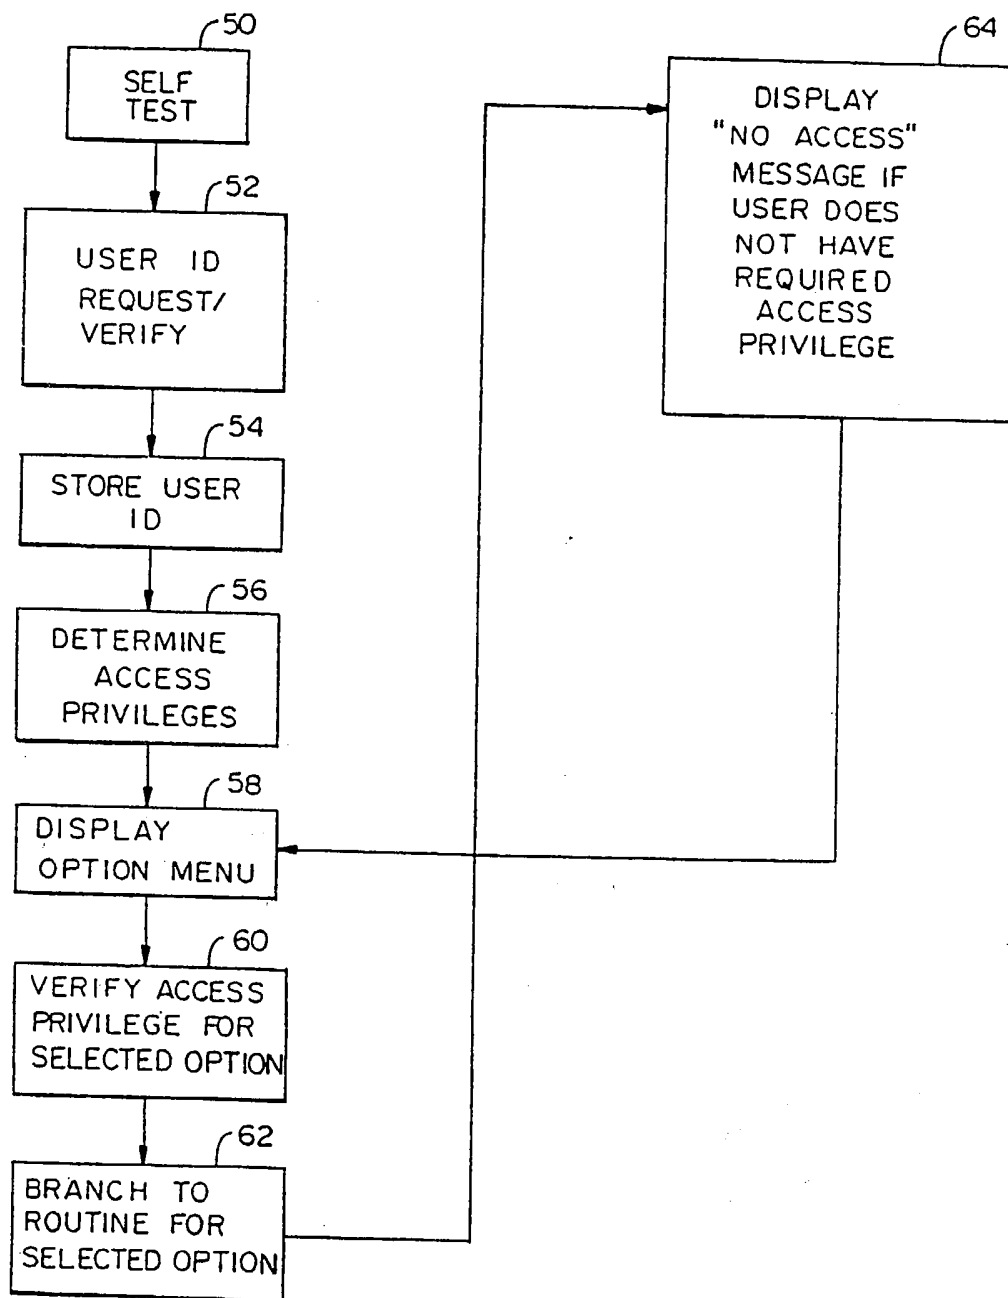 50
SELF
TEST
52
USER ID
REQUEST/
VERIFY
54
STORE USER
ID
56
DETERMINE
ACCESS
PRIVILEGES
58
DISPLAY
OPTION MENU
60
VERIFY ACCESS
PRIVILEGE FOR
SELECTED OPTION
62
BRANCH TO
ROUTINE FOR
SELECTED OPTION
64
DISPLAY
"NO ACCESS"
MESSAGE IF
USER DOES
NOT HAVE
REQUIRED
ACCESS
PRIVILEGE